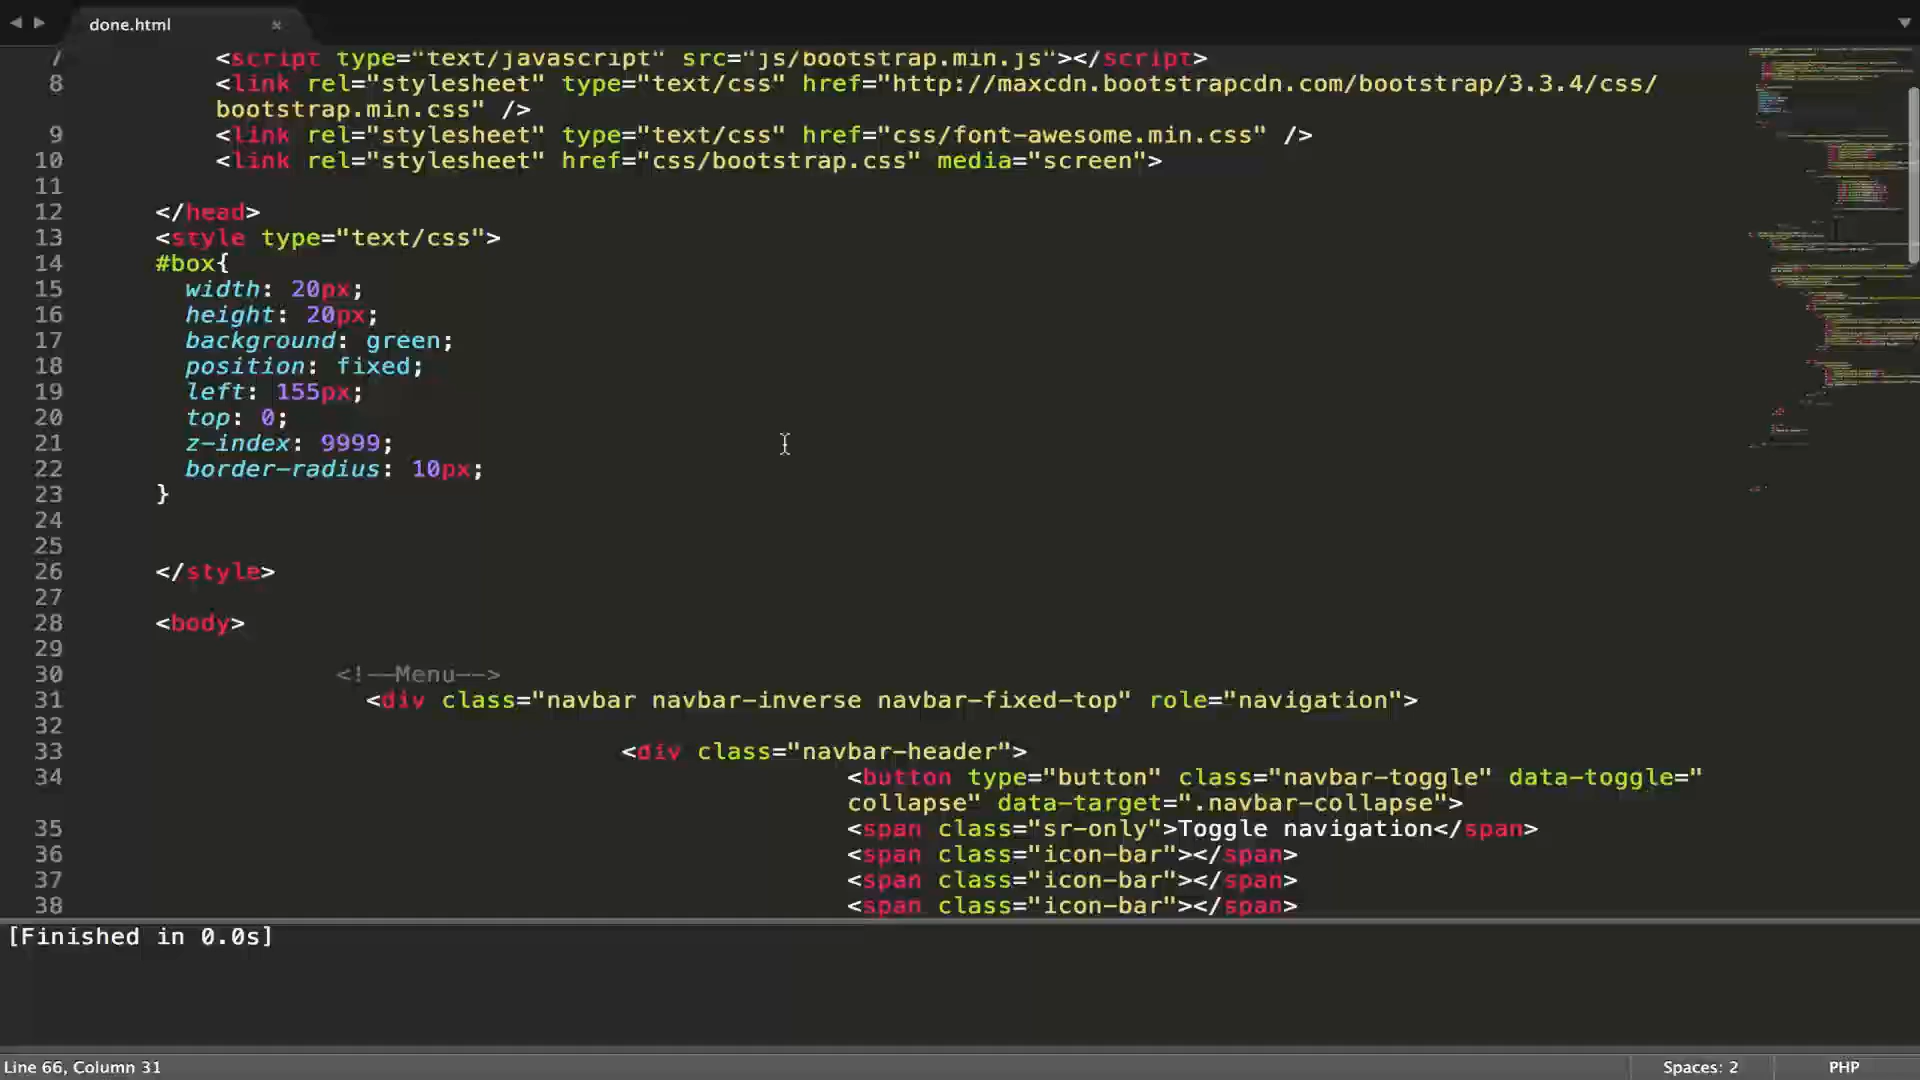 done.html ×
7 <script type="text/javascript" src="js/bootstrap.min.js"></script>
8 <link rel="stylesheet" type="text/css" href="http://maxcdn.bootstrapcdn.com/bootstrap/3.3.4/css/
bootstrap.min.css" />
9 <link rel="stylesheet" type="text/css" href="css/font-awesome.min.css" />
10 <link rel="stylesheet" href="css/bootstrap.css" media="screen">
11
12 </head>
13 <style type="text/css">
14 #box{
15 width: 20px;
16 height: 20px;
17 background: green;
18 position: fixed;
19 left: 155px;
20 top: 0;
21 z-index: 9999;
22 border-radius: 10px;
23 }
24
25
26 </style>
27
28 <body>
29
30 <!--Menu-->
31 <div class="navbar navbar-inverse navbar-fixed-top" role="navigation">
32
33 <div class="navbar-header">
34 <button type="button" class="navbar-toggle" data-toggle="
collapse" data-target=".navbar-collapse">
35 <span class="sr-only">Toggle navigation</span>
36 <span class="icon-bar"></span>
37 <span class="icon-bar"></span>
38 <span class="icon-bar"></span>
[Finished in 0.0s]
Line 66, Column 31 Spaces: 2 PHP